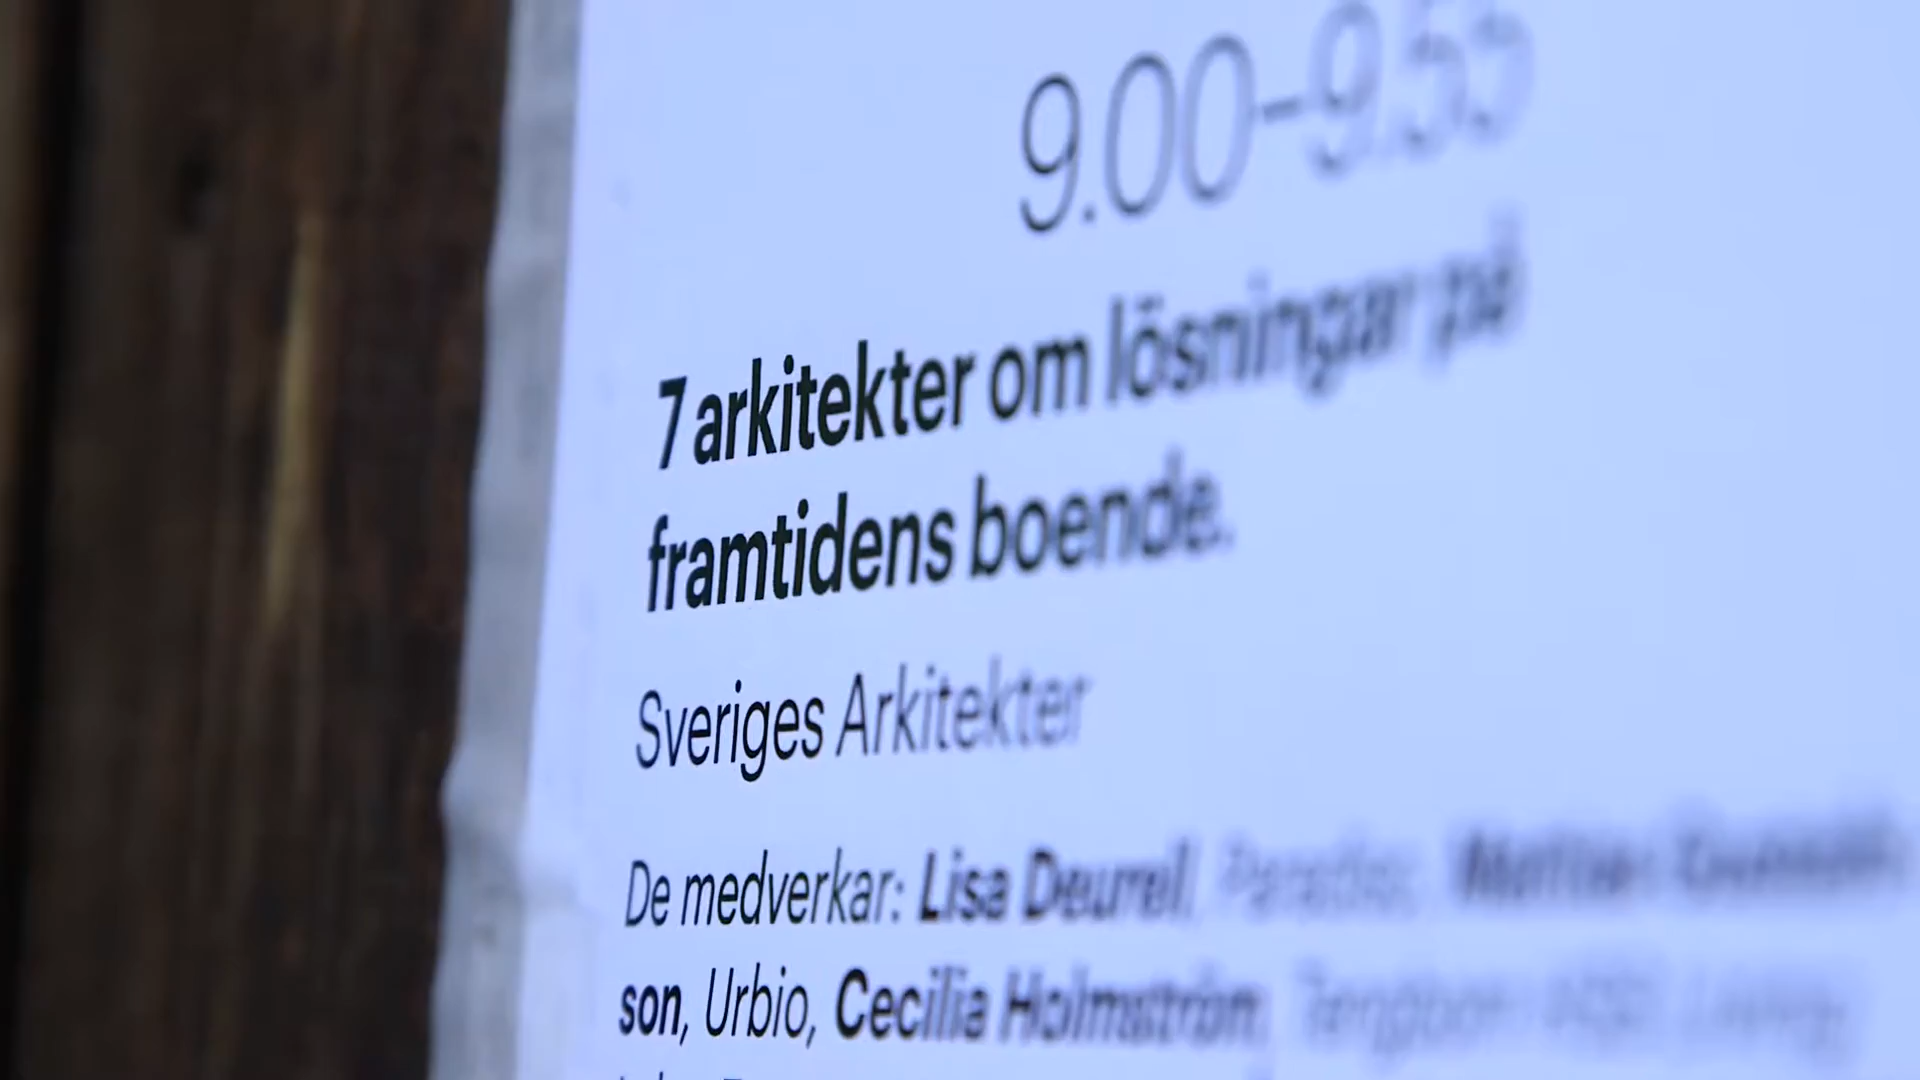 9.00–9.55
7 arkitekter om lösningar på
framtidens boende.
Sveriges Arkitekter
De medverkar: Lisa Deurell,
son, Urbio, Cecilia Holmström,